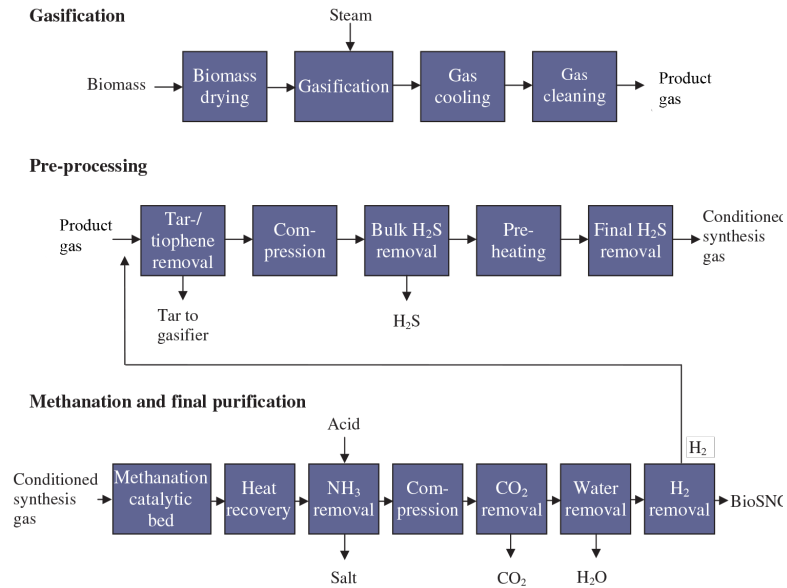 Gasification
Steam
Biomass
Biomass
drying
Gasification
Gas
cooling
Gas
cleaning
Product
gas
Pre-processing
Product
gas
Tar-/
tiophene
removal
Com-
pression
Bulk H₂S
removal
Pre-
heating
Final H₂S
removal
Conditioned
synthesis
gas
Tar to
gasifier
H₂S
Methanation and final purification
Acid
H₂
Conditioned
synthesis
gas
Methanation
catalytic
bed
Heat
recovery
NH₃
removal
Com-
pression
CO₂
removal
Water
removal
H₂
removal
BioSNG
Salt
CO₂
H₂O